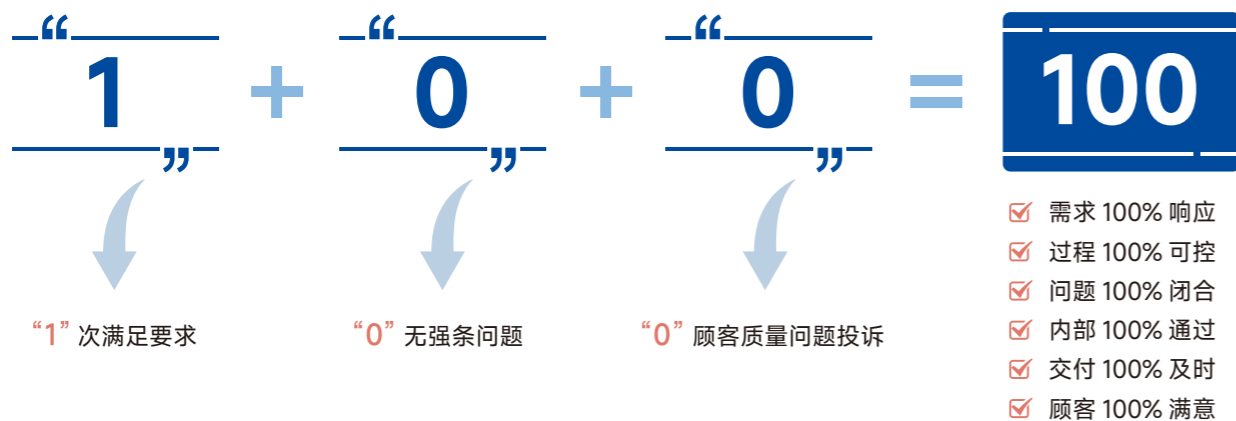 “1” + “0” + “0” = 100
“1” 次满足要求
“0” 无强条问题
“0” 顾客质量问题投诉
需求 100% 响应
过程 100% 可控
问题 100% 闭合
内部 100% 通过
交付 100% 及时
顾客 100% 满意